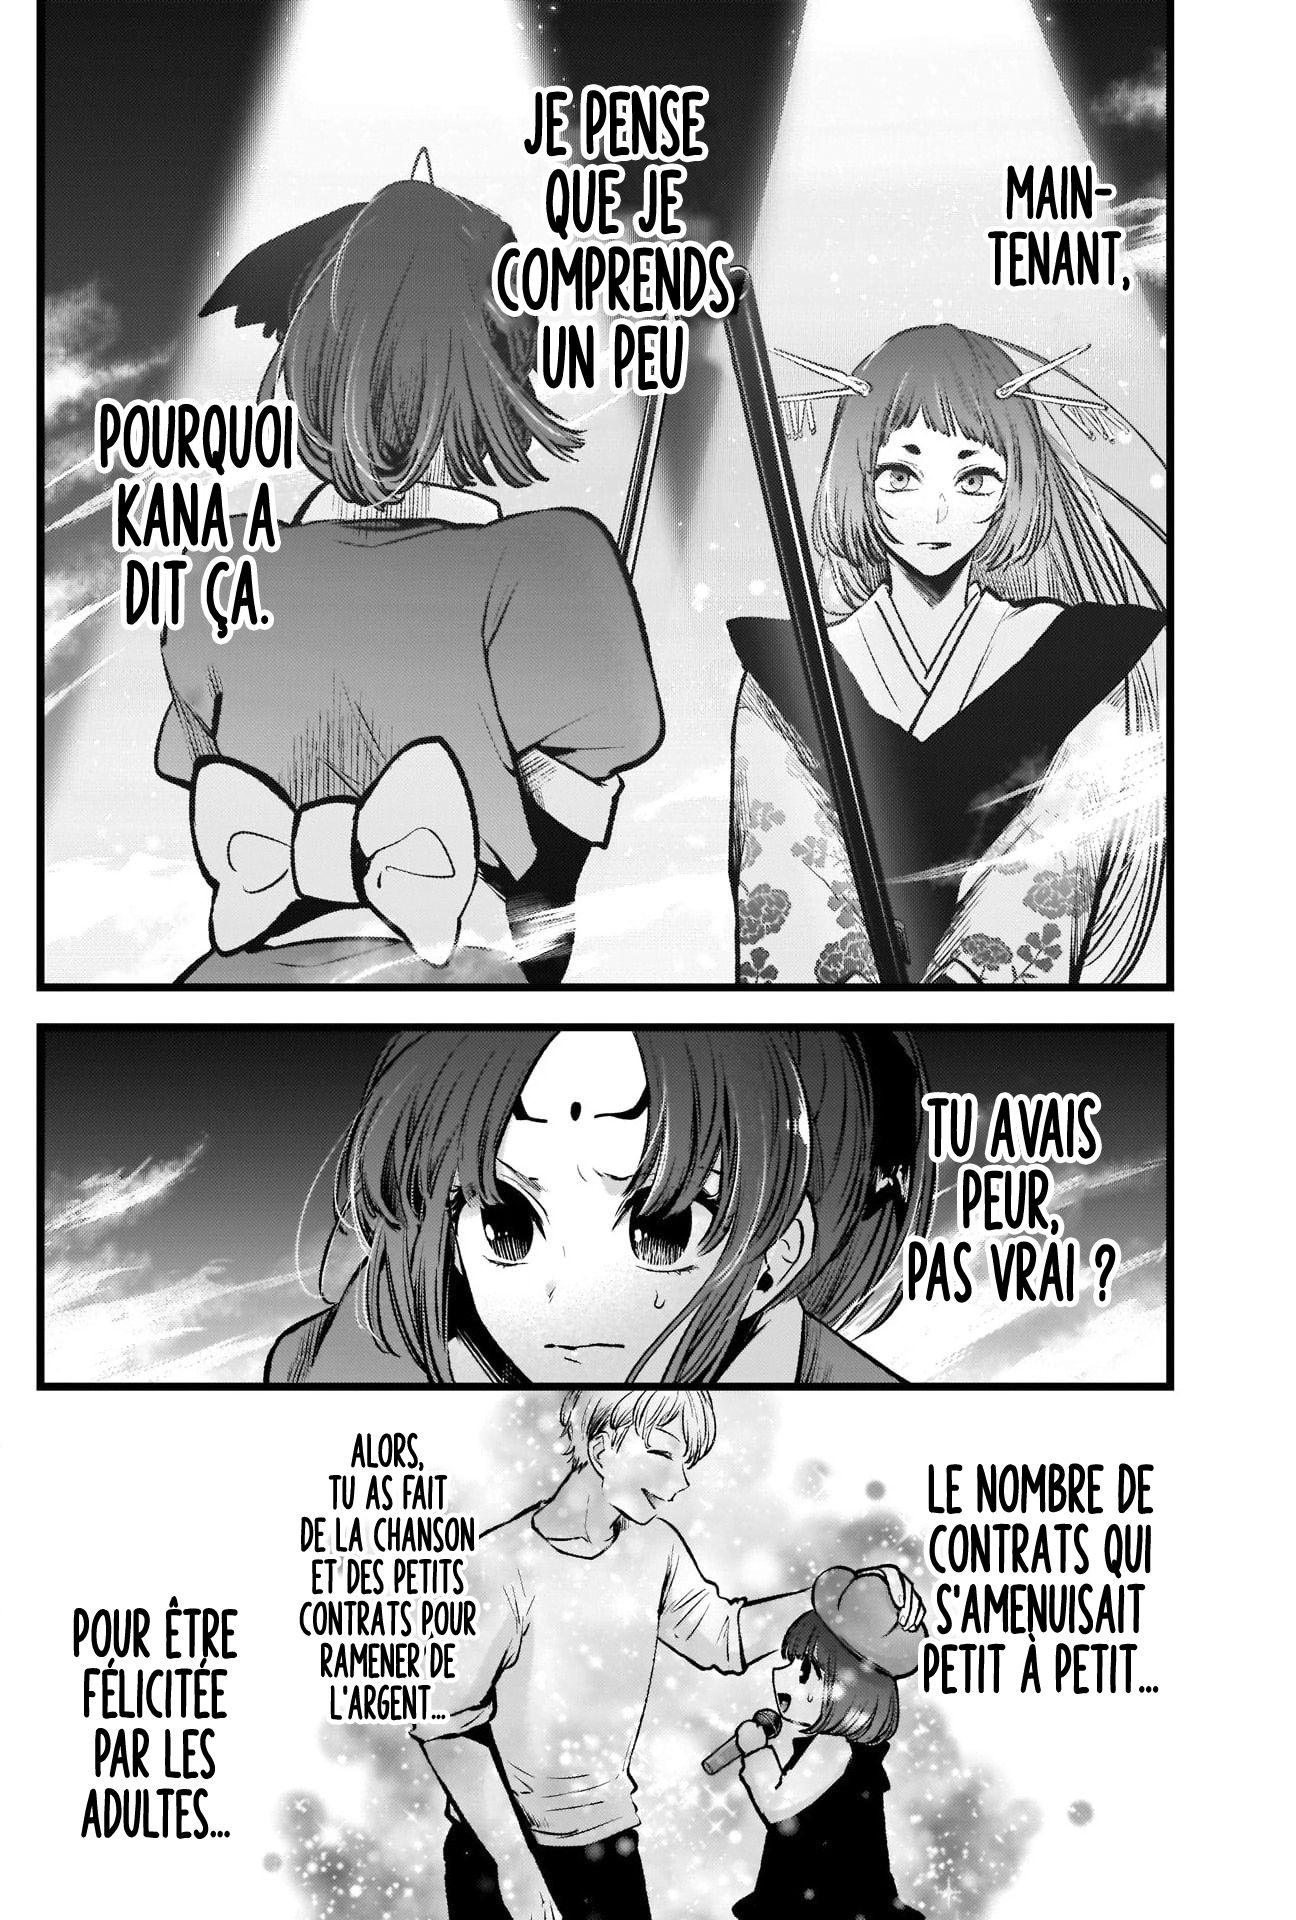 MAIN-
TENANT,
JE PENSE
QUE JE
COMPRENDS
UN PEU
POURQUOI
KANA A
DIT ÇA.
TU AVAIS
PEUR,
PAS VRAI ?
LE NOMBRE DE
CONTRATS QUI
S'AMENUISAIT
PETIT À PETIT...
ALORS,
TU AS FAIT
DE LA CHANSON
ET DES PETITS
CONTRATS POUR
RAMENER DE
L'ARGENT...
POUR ÊTRE
FÉLICITÉE
PAR LES
ADULTES...